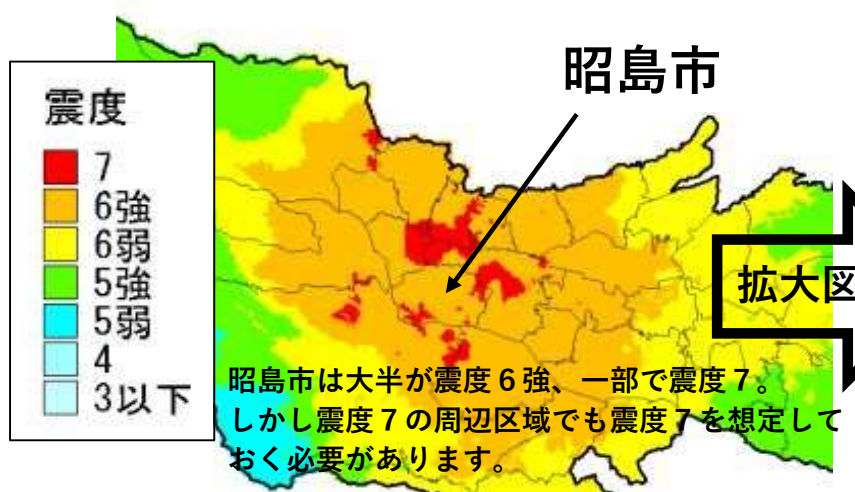 昭島市
震度
7
6強
6弱
5強
5弱
4
3以下
拡大図
昭島市は大半が震度６強、一部で震度７。
しかし震度７の周辺区域でも震度７を想定して
おく必要があります。